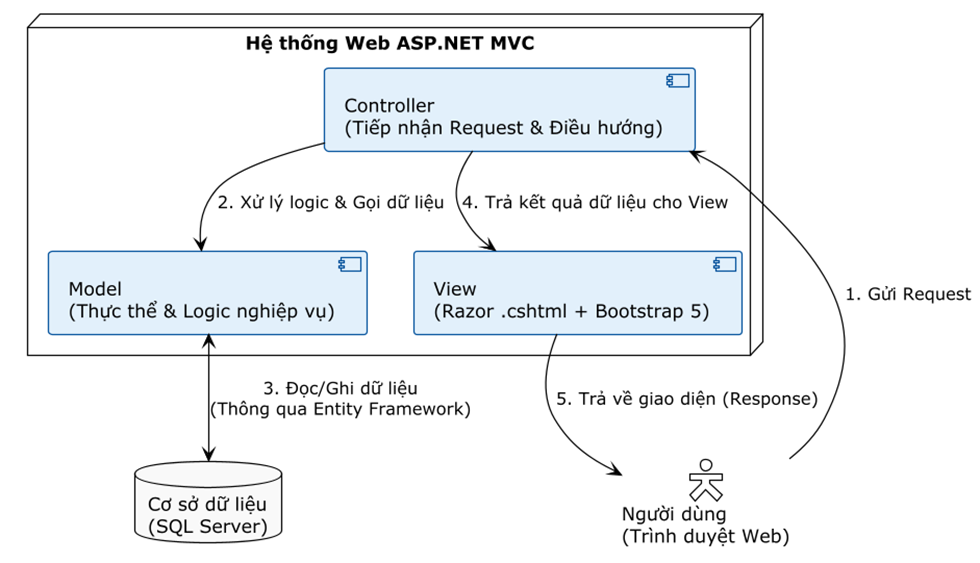 Hệ thống Web ASP.NET MVC
Controller
(Tiếp nhận Request & Điều hướng)
2. Xử lý logic & Gọi dữ liệu
4. Trả kết quả dữ liệu cho View
Model
(Thực thể & Logic nghiệp vụ)
View
(Razor .cshtml + Bootstrap 5)
1. Gửi Request
3. Đọc/Ghi dữ liệu
(Thông qua Entity Framework)
5. Trả về giao diện (Response)
Cơ sở dữ liệu
(SQL Server)
Người dùng
(Trình duyệt Web)